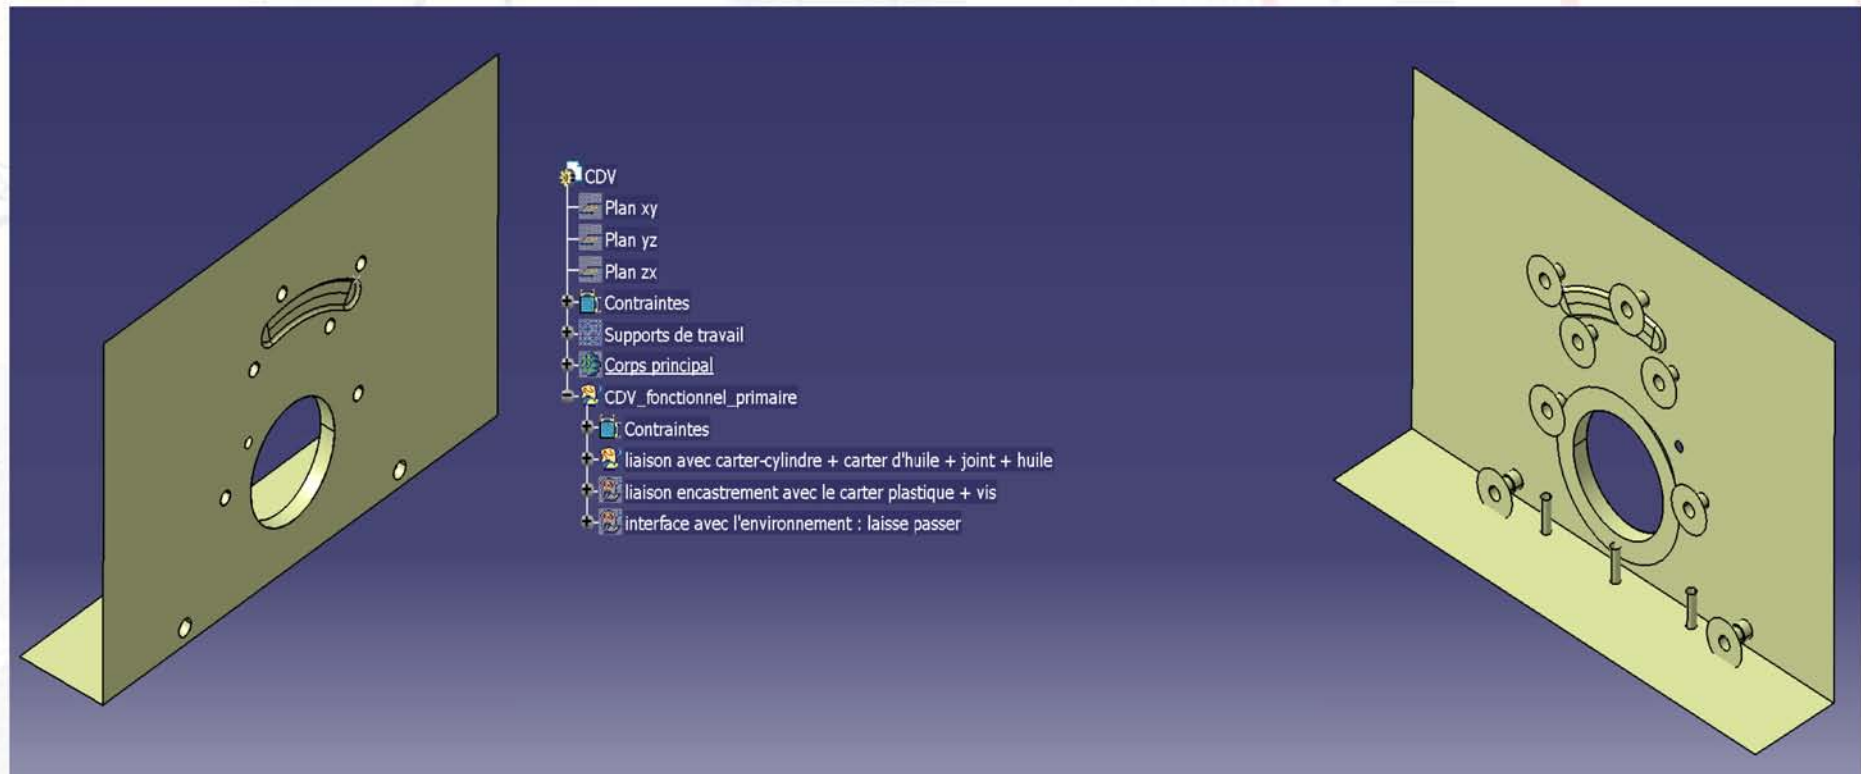 CDV
Plan xy
Plan yz
Plan zx
Contraintes
Supports de travail
Corps principal
CDV_fonctionnel_primaire
Contraintes
liaison avec carter-cylindre + carter d'huile + joint + huile
liaison encastrement avec le carter plastique + vis
interface avec l'environnement : laisse passer